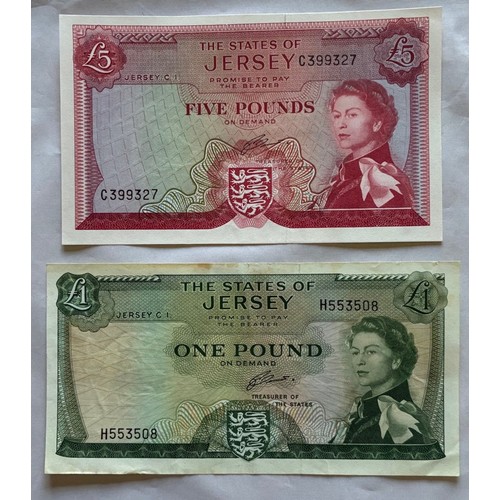 £5 £5
THE STATES OF
JERSEY C399327
JERSEY C.I.
PROMISE TO PAY
THE BEARER
FIVE POUNDS
ON DEMAND
C399327
£1 £1
THE STATES OF
JERSEY H553508
JERSEY C.I.
PROMISE TO PAY
THE BEARER
ONE POUND
ON DEMAND
TREASURER OF
THE STATES
H553508